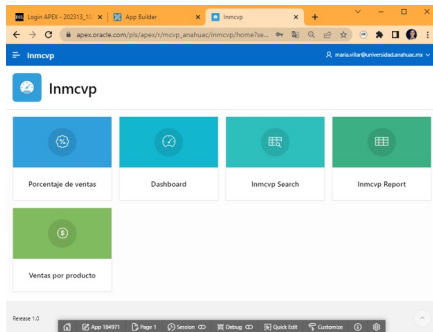 Login APEX - 202313_1
App Builder
Inmcvp
apex.oracle.com/pls/apex/r/mcvp_anahuac/inmcvp/home?se...
Inmcvp
maria.villar@universidad.anahuac.mx
Inmcvp
Porcentaje de ventas
Dashboard
Inmcvp Search
Inmcvp Report
Ventas por producto
Release 1.0
App 184971
Page 1
Session
Debug
Quick Edit
Customize